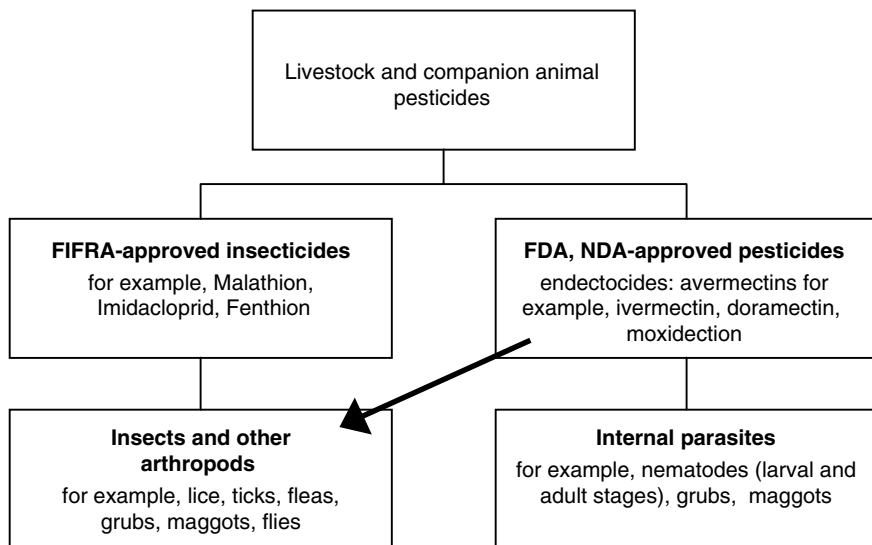 Livestock and companion animal
pesticides
FIFRA-approved insecticides
for example, Malathion,
Imidacloprid, Fenthion
FDA, NDA-approved pesticides
endectocides: avermectins for
example, ivermectin, doramectin,
moxidection
Insects and other
arthropods
for example, lice, ticks, fleas,
grubs, maggots, flies
Internal parasites
for example, nematodes (larval and
adult stages), grubs,  maggots